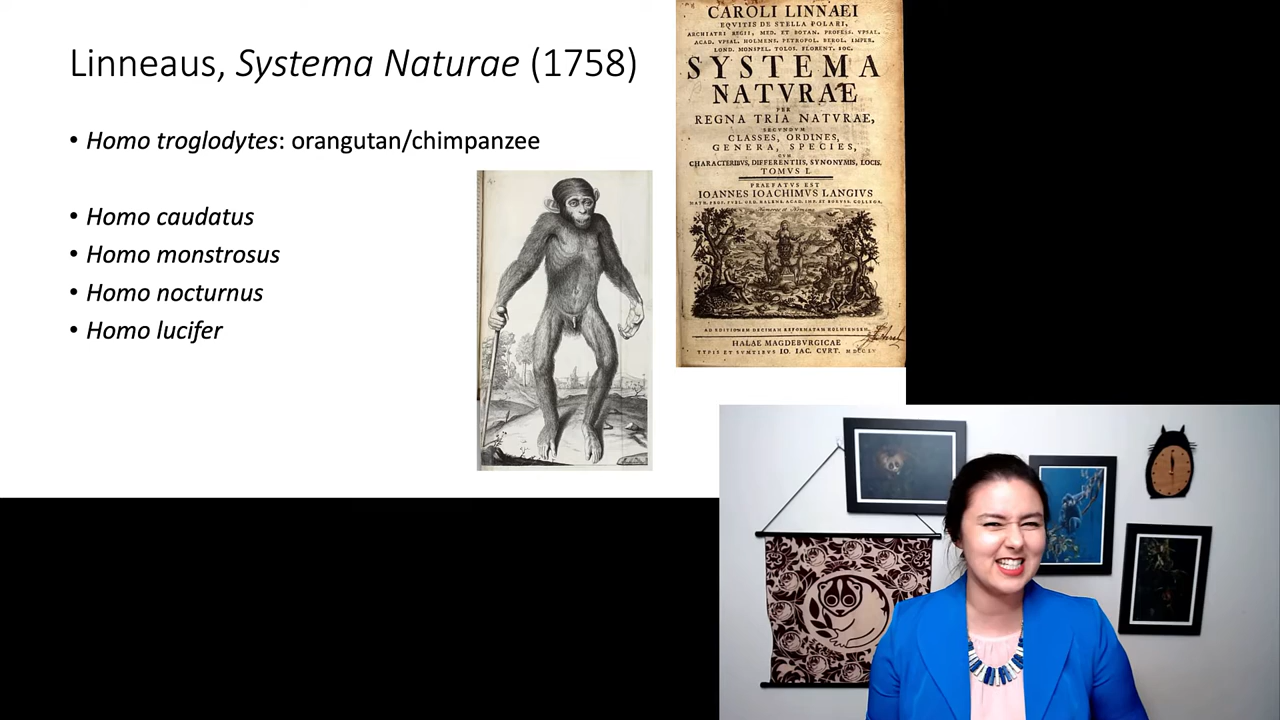 Linneaus, Systema Naturae (1758)
• Homo troglodytes: orangutan/chimpanzee
• Homo caudatus
• Homo monstrosus
• Homo nocturnus
• Homo lucifer
CAROLI LINNAEI
EQVITIS DE STELLA POLARI,
ARCHIATRI REGII, MED. ET BOTAN. PROFESS. VPSAL.
ACAD. VPSAL. HOLMENS. PETROPOL. BEROL. IMPER.
LOND. MONSPEL. TOLOS. FLORENT. SOC.
SYSTEMA
NATVRAE
PER
REGNA TRIA NATVRAE,
SECVNDVM
CLASSES, ORDINES,
GENERA, SPECIES,
CVM
CHARACTERIBVS, DIFFERENTIIS, SYNONYMIS, LOCIS.
TOMVS I.
PRAEFATVS EST
IOANNES IOACHIMVS LANGIVS
AD EDITIONEM DECIMAM REFORMATAM HOLMIENSEM
HALAE MAGDEBVRGICAE
TYPIS ET SVMTIBVS IO. IAC. CVRT.